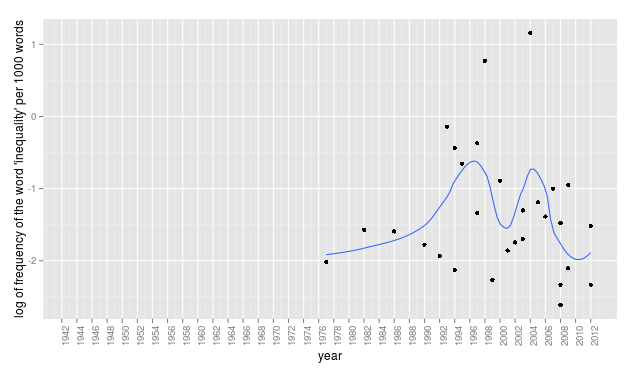 log of frequency of the word 'inequality' per 1000 words
1
0
-1
-2
1942 1944 1946 1948 1950 1952 1954 1956 1958 1960 1962 1964 1966 1968 1970 1972 1974 1976 1978 1980 1982 1984 1986 1988 1990 1992 1994 1996 1998 2000 2002 2004 2006 2008 2010 2012
year